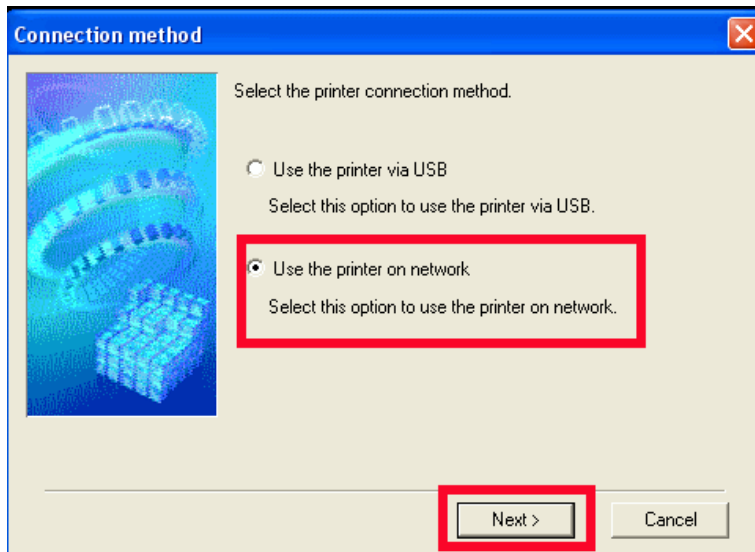 Connection method
Select the printer connection method.
Use the printer via USB
Select this option to use the printer via USB.
Use the printer on network
Select this option to use the printer on network.
Next >
Cancel